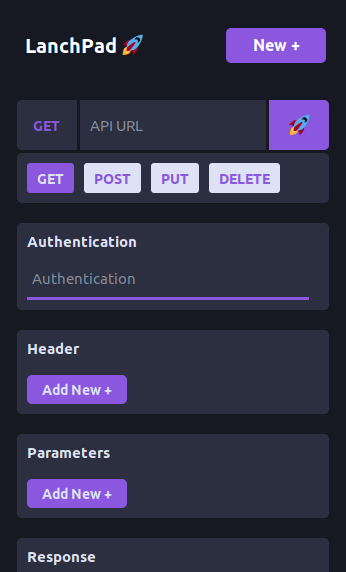 LanchPad 🚀
New +
GET
API URL
🚀
GET POST PUT DELETE
Authentication
Authentication
Header
Add New +
Parameters
Add New +
Response